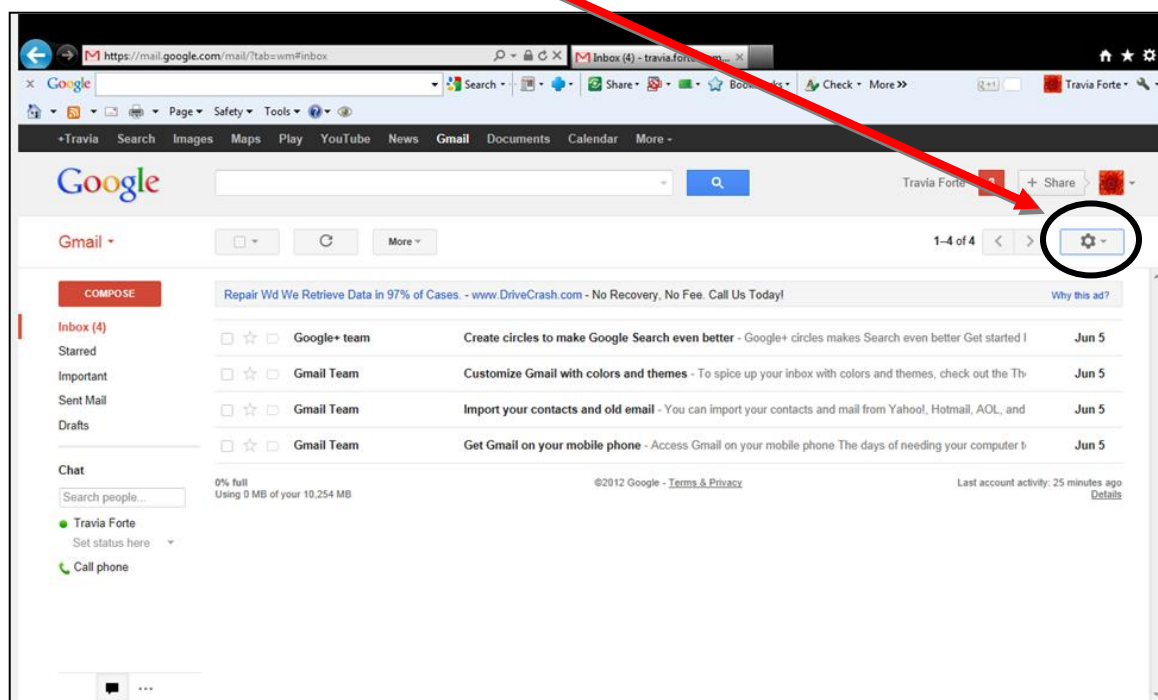 https://mail.google.com/mail/?tab=wm#inbox Inbox (4) - travia.forte
× Google Search Share Check More >> Travia Forte
Page Safety Tools
+Travia Search Images Maps Play YouTube News Gmail Documents Calendar More
Google Travia Forte + Share
Gmail More 1–4 of 4
COMPOSE Repair Wd We Retrieve Data in 97% of Cases. - www.DriveCrash.com - No Recovery, No Fee. Call Us Today! Why this ad?
Inbox (4) Google+ team Create circles to make Google Search even better - Google+ circles makes Search even better Get started Jun 5
Starred
Important Gmail Team Customize Gmail with colors and themes - To spice up your inbox with colors and themes, check out the Jun 5
Sent Mail Gmail Team Import your contacts and old email - You can import your contacts and mail from Yahoo!, Hotmail, AOL, and Jun 5
Drafts
Gmail Team Get Gmail on your mobile phone - Access Gmail on your mobile phone The days of needing your computer Jun 5
Chat
0% full ©2012 Google - Terms & Privacy Last account activity: 25 minutes ago
Using 0 MB of your 10,254 MB Details
Search people...
Travia Forte
Set status here
Call phone